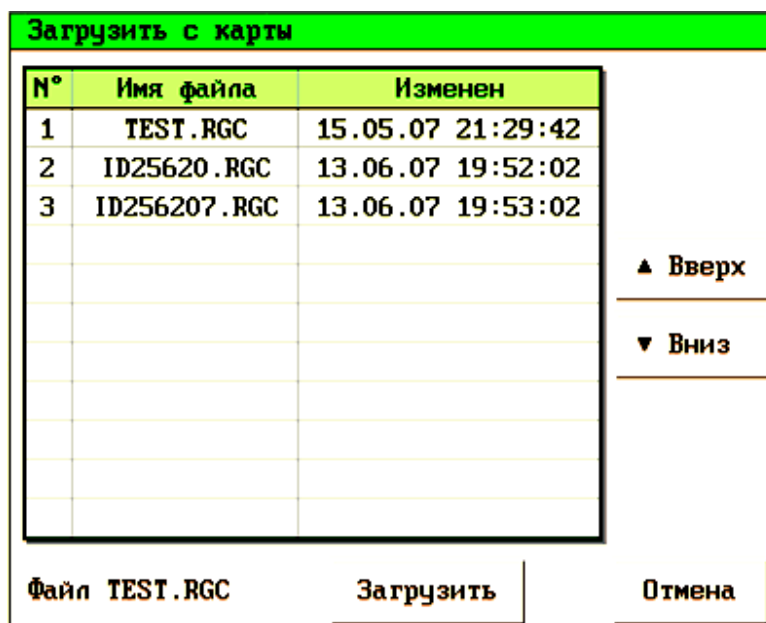 Загрузить с карты
N° Имя файла Изменен
1 TEST.RGC 15.05.07 21:29:42
2 ID25620.RGC 13.06.07 19:52:02
3 ID256207.RGC 13.06.07 19:53:02
▲ Вверх
▼ Вниз
Файл TEST.RGC Загрузить Отмена